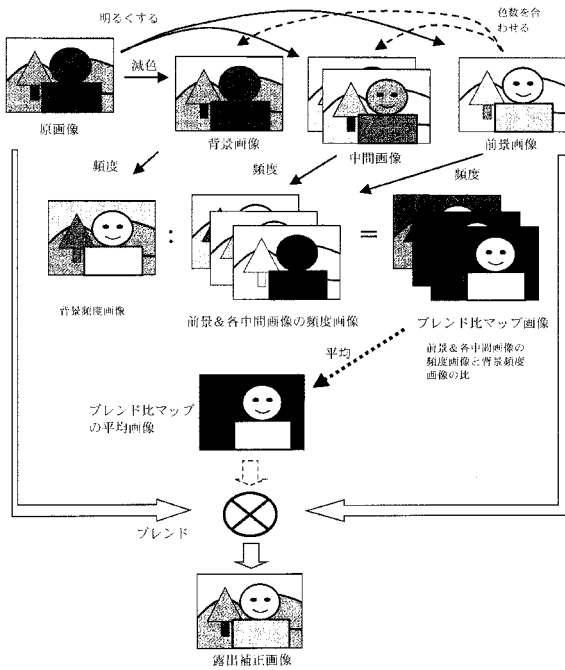 明るくする
色数を合
わせる
減色
原画像
背景画像
中間画像
前景画像
頻度
頻度
頻度
:
=
背景頻度画像
前景&各中間画像の頻度画像
ブレンド比マップ画像
前景&各中間画像の
頻度画像と背景頻度
画像の比
平均
ブレンド比マップ
の平均画像
ブレンド
露出補正画像